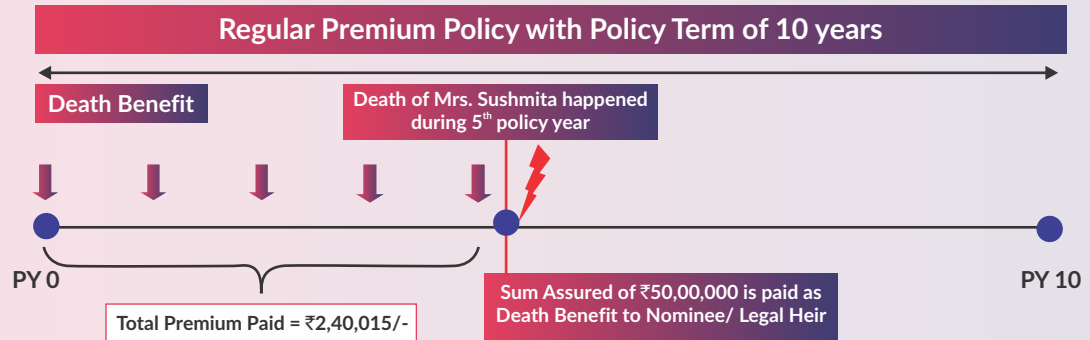 Regular Premium Policy with Policy Term of 10 years
Death Benefit
Death of Mrs. Sushmita happened
during 5th policy year
PY 0
PY 10
Total Premium Paid = ₹2,40,015/-
Sum Assured of ₹50,00,000 is paid as
Death Benefit to Nominee/ Legal Heir